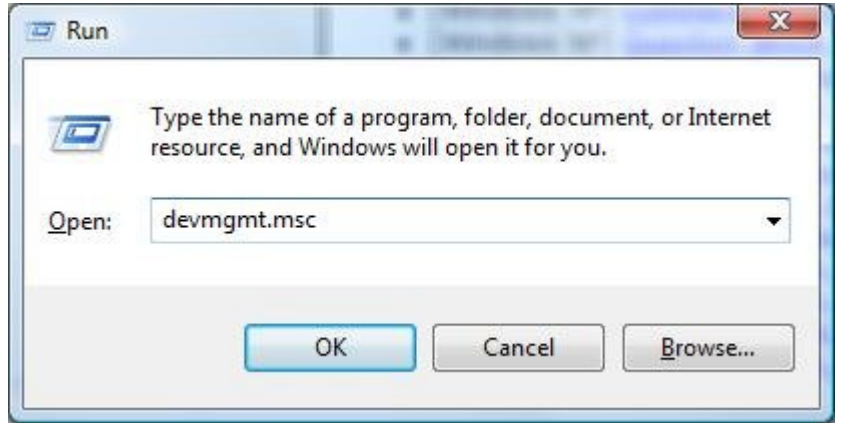 Run
Type the name of a program, folder, document, or Internet
resource, and Windows will open it for you.
Open: devmgmt.msc
OK Cancel Browse...